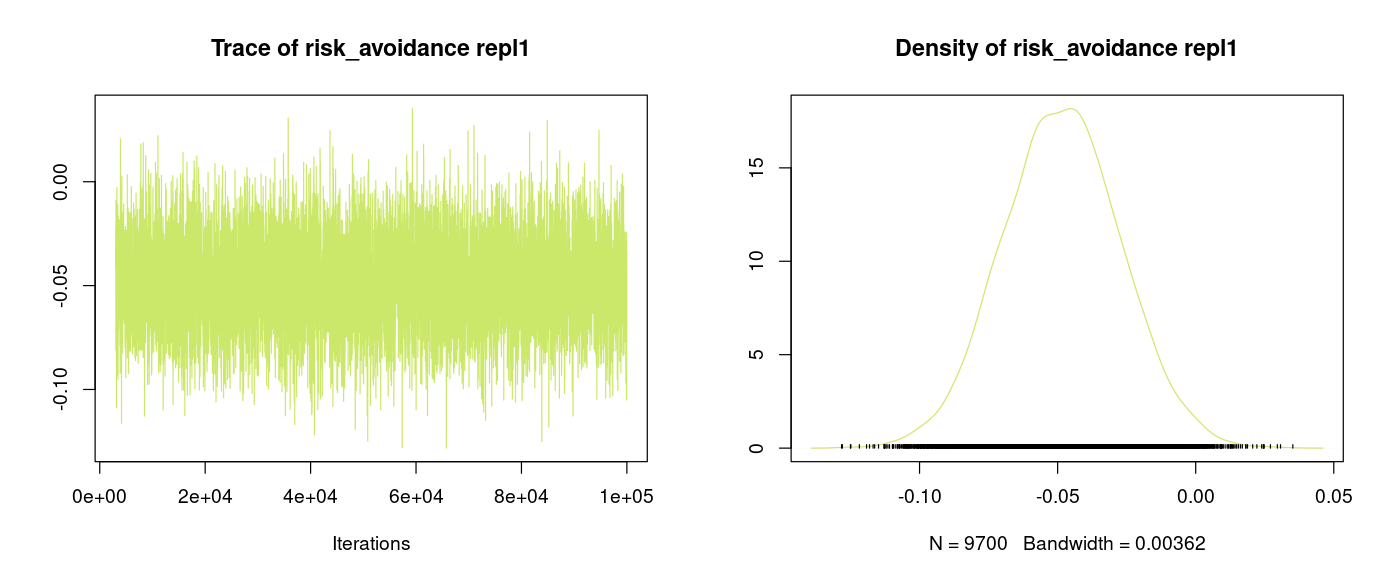 Trace of risk_avoidance repl1
0.00
-0.05
-0.10
0e+00 2e+04 4e+04 6e+04 8e+04 1e+05
Iterations
Density of risk_avoidance repl1
15
10
5
0
-0.10 -0.05 0.00 0.05
N = 9700 Bandwidth = 0.00362